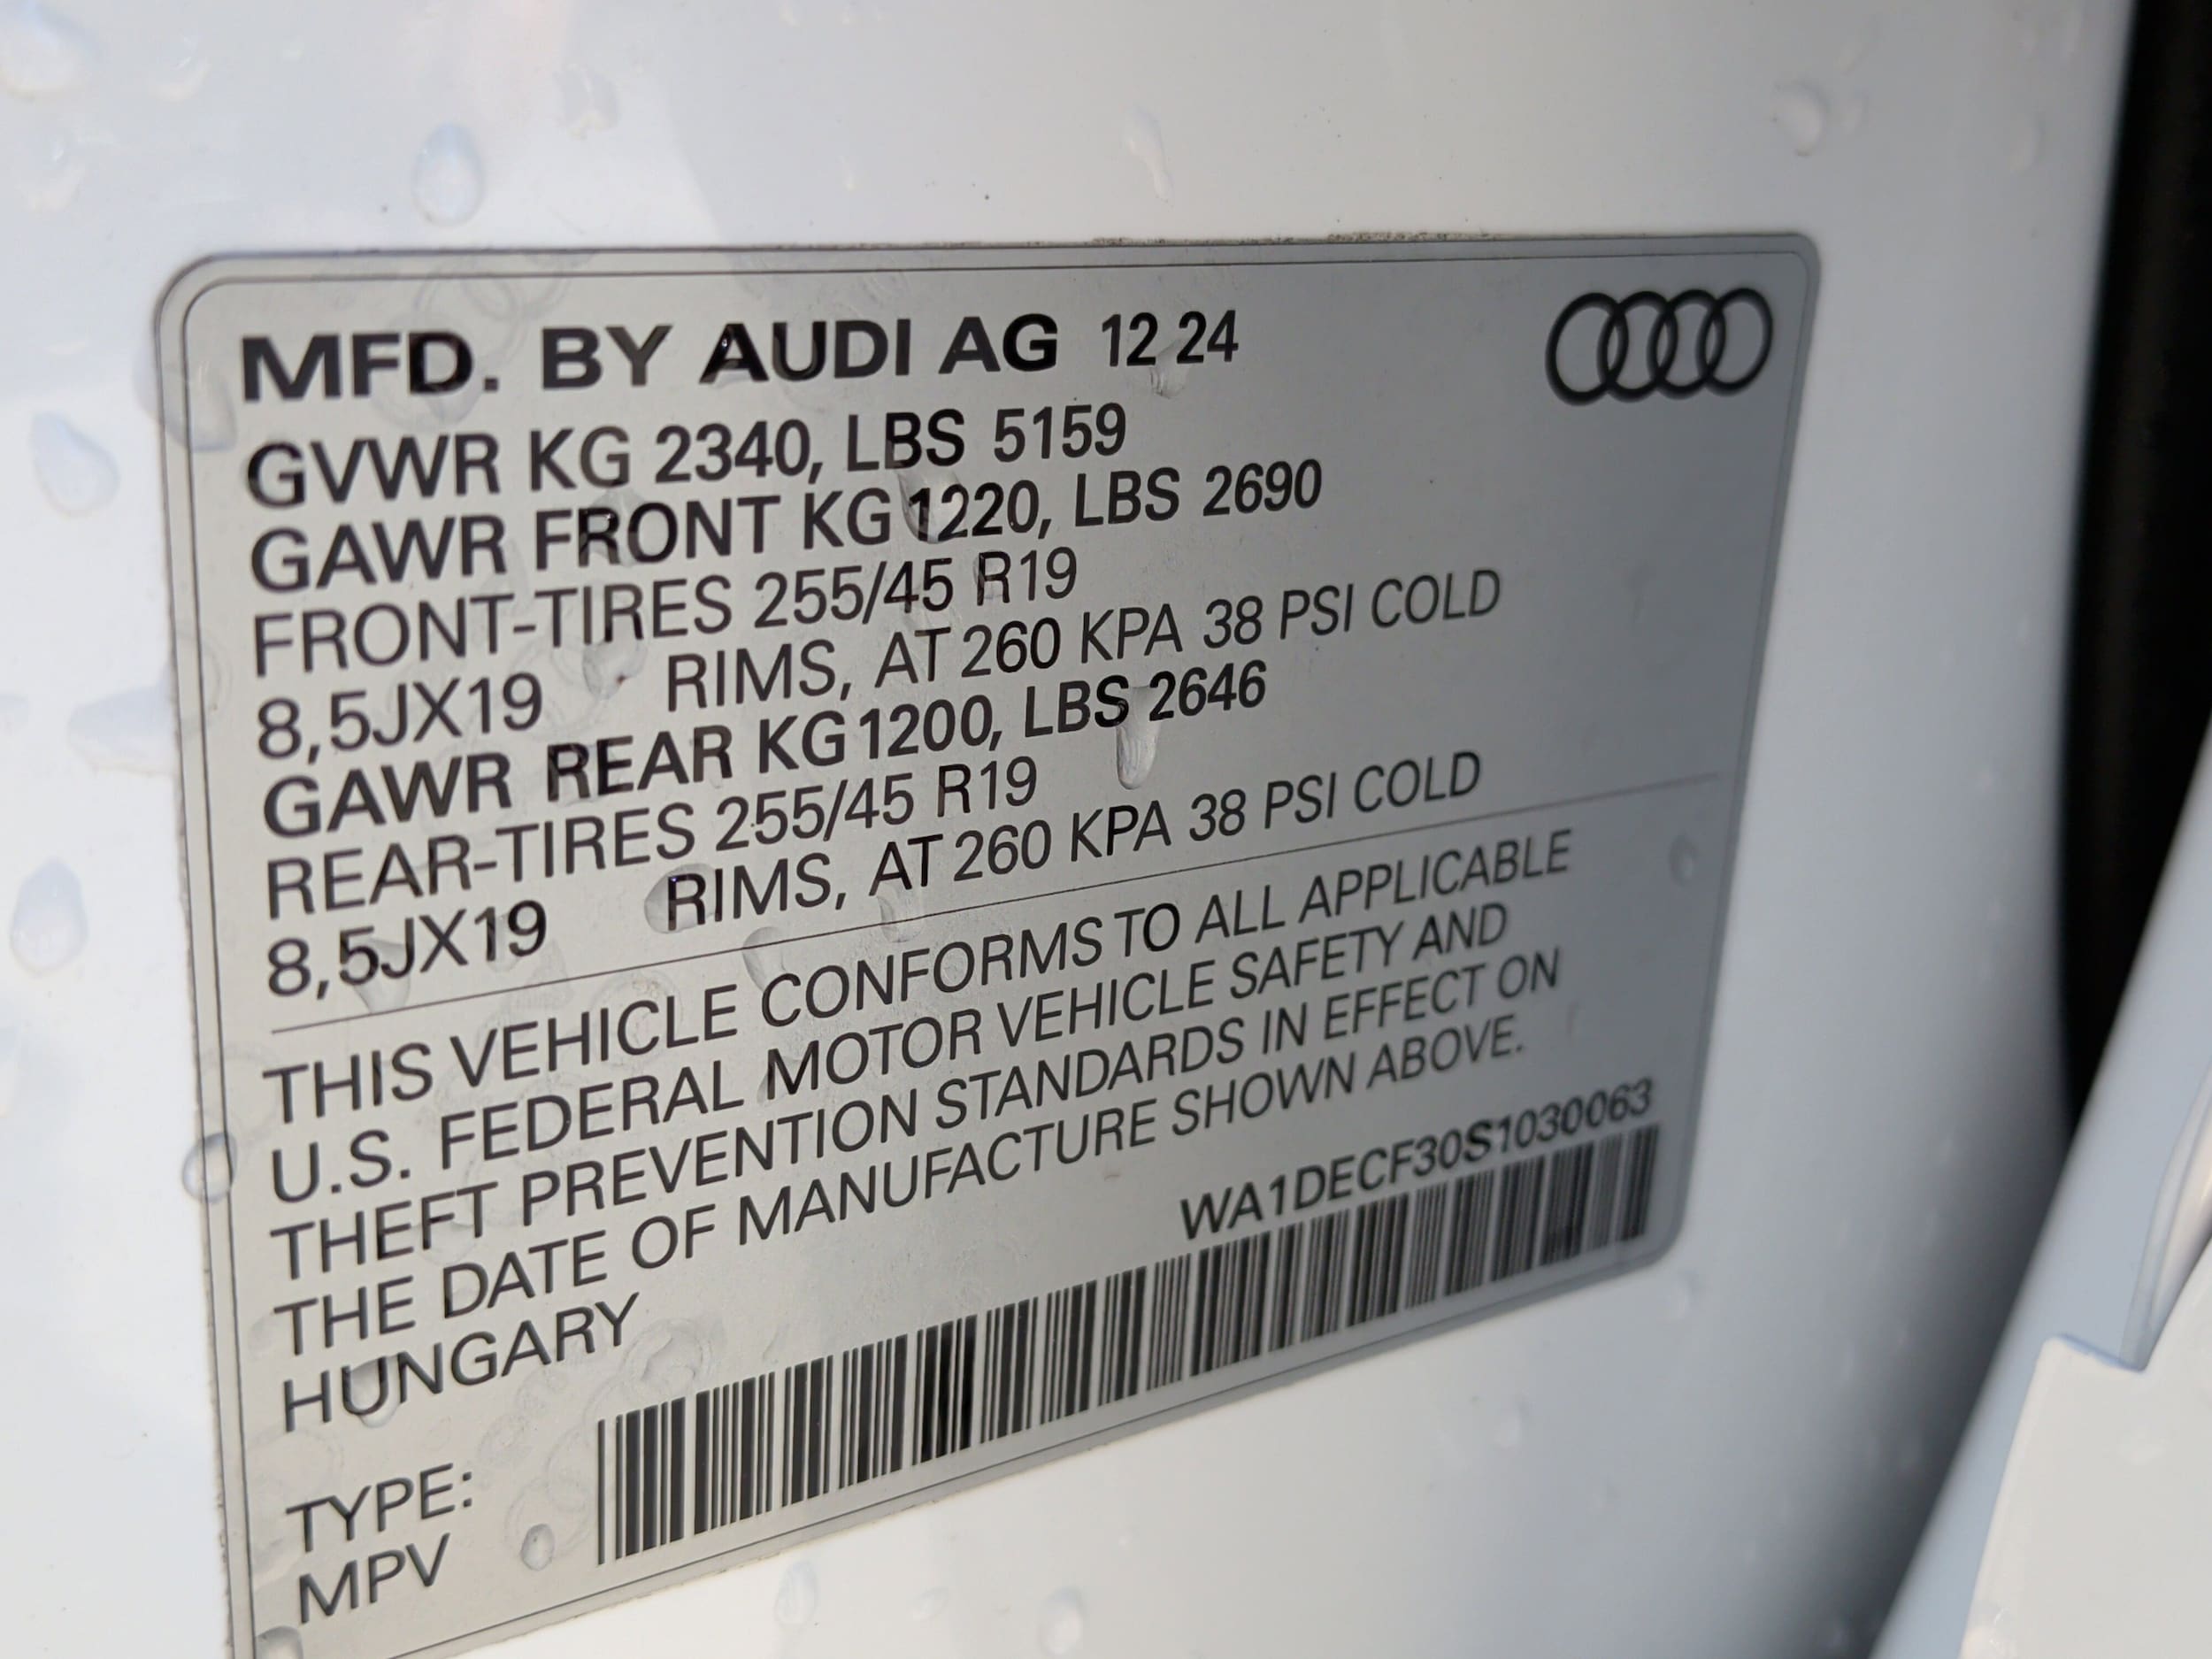 MFD. BY AUDI AG 12 24
GVWR KG 2340, LBS 5159
GAWR FRONT KG 1220, LBS 2690
FRONT-TIRES 255/45 R19
8,5JX19 RIMS, AT 260 KPA 38 PSI COLD
GAWR REAR KG 1200, LBS 2646
REAR-TIRES 255/45 R19
8,5JX19 RIMS, AT 260 KPA 38 PSI COLD
THIS VEHICLE CONFORMS TO ALL APPLICABLE
U.S. FEDERAL MOTOR VEHICLE SAFETY AND
THEFT PREVENTION STANDARDS IN EFFECT ON
THE DATE OF MANUFACTURE SHOWN ABOVE.
HUNGARY
WA1DECF30S1030063
TYPE:
MPV